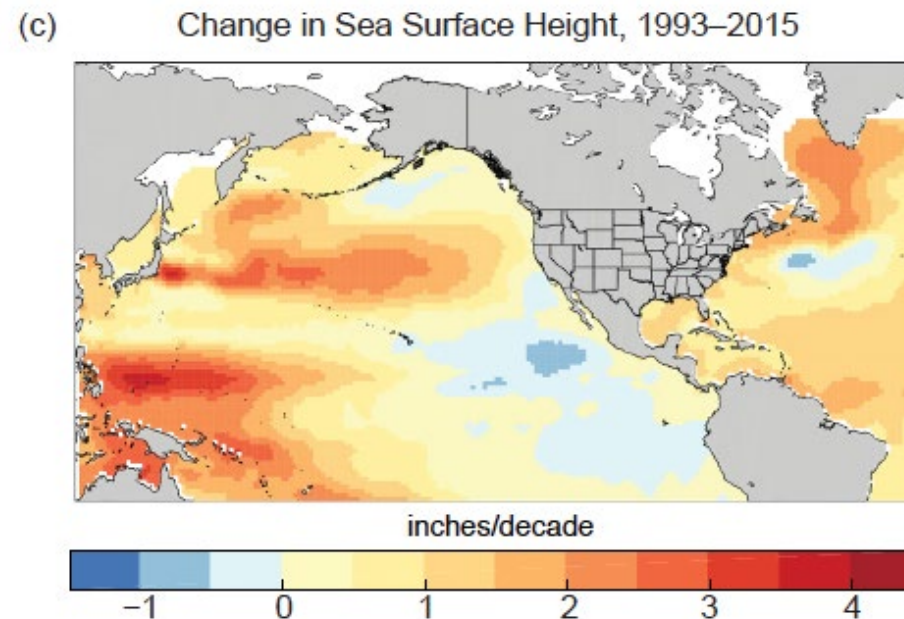 (c) Change in Sea Surface Height, 1993–2015
inches/decade
−1 0 1 2 3 4